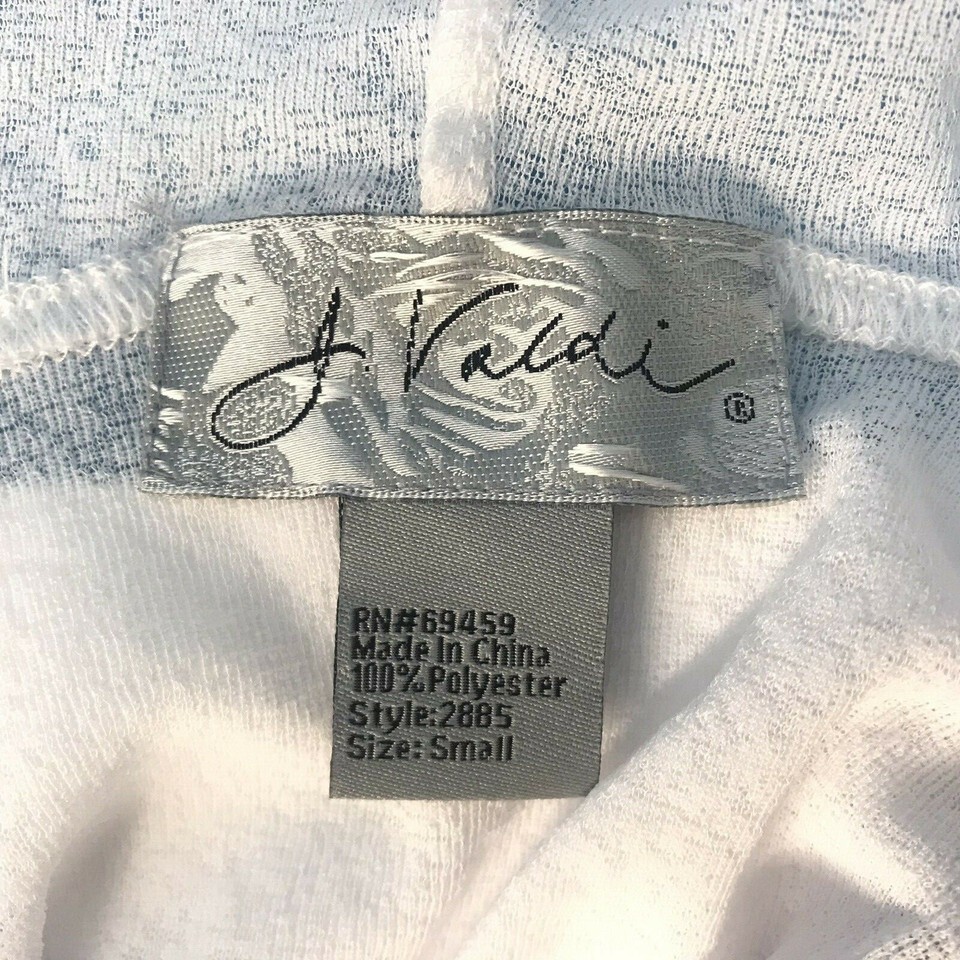 J. Valdi ®
RN#69459
Made In China
100% Polyester
Style:2885
Size: Small